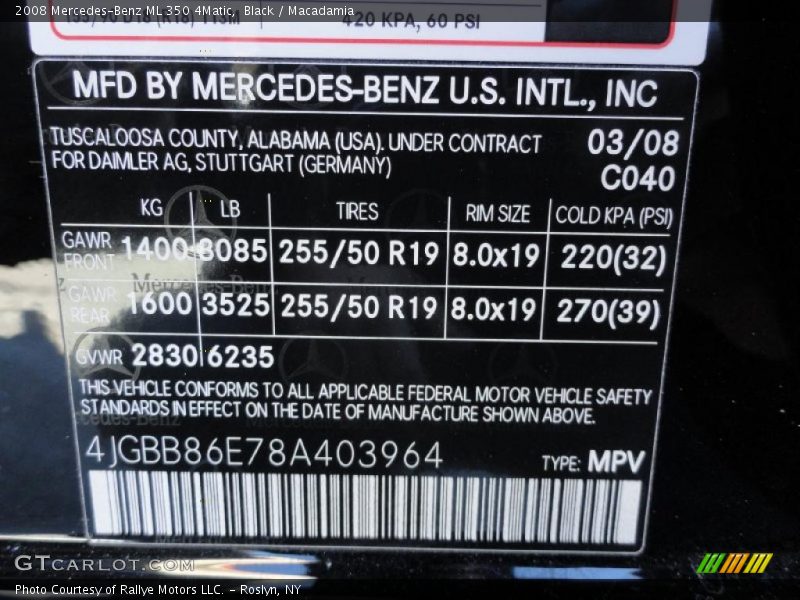 2008 Mercedes-Benz ML 350 4Matic, Black / Macadamia
420 KPA, 60 PSI
MFD BY MERCEDES-BENZ U.S. INTL., INC
TUSCALOOSA COUNTY, ALABAMA (USA). UNDER CONTRACT 03/08
FOR DAIMLER AG, STUTTGART (GERMANY) C040
KG LB TIRES RIM SIZE COLD KPA (PSI)
GAWR FRONT 1400 3085 255/50 R19 8.0x19 220(32)
GAWR REAR 1600 3525 255/50 R19 8.0x19 270(39)
GVWR 2830 6235
THIS VEHICLE CONFORMS TO ALL APPLICABLE FEDERAL MOTOR VEHICLE SAFETY
STANDARDS IN EFFECT ON THE DATE OF MANUFACTURE SHOWN ABOVE.
4JGBB86E78A403964 TYPE: MPV
GTCARLOT.COM
Photo Courtesy of Rallye Motors LLC. - Roslyn, NY